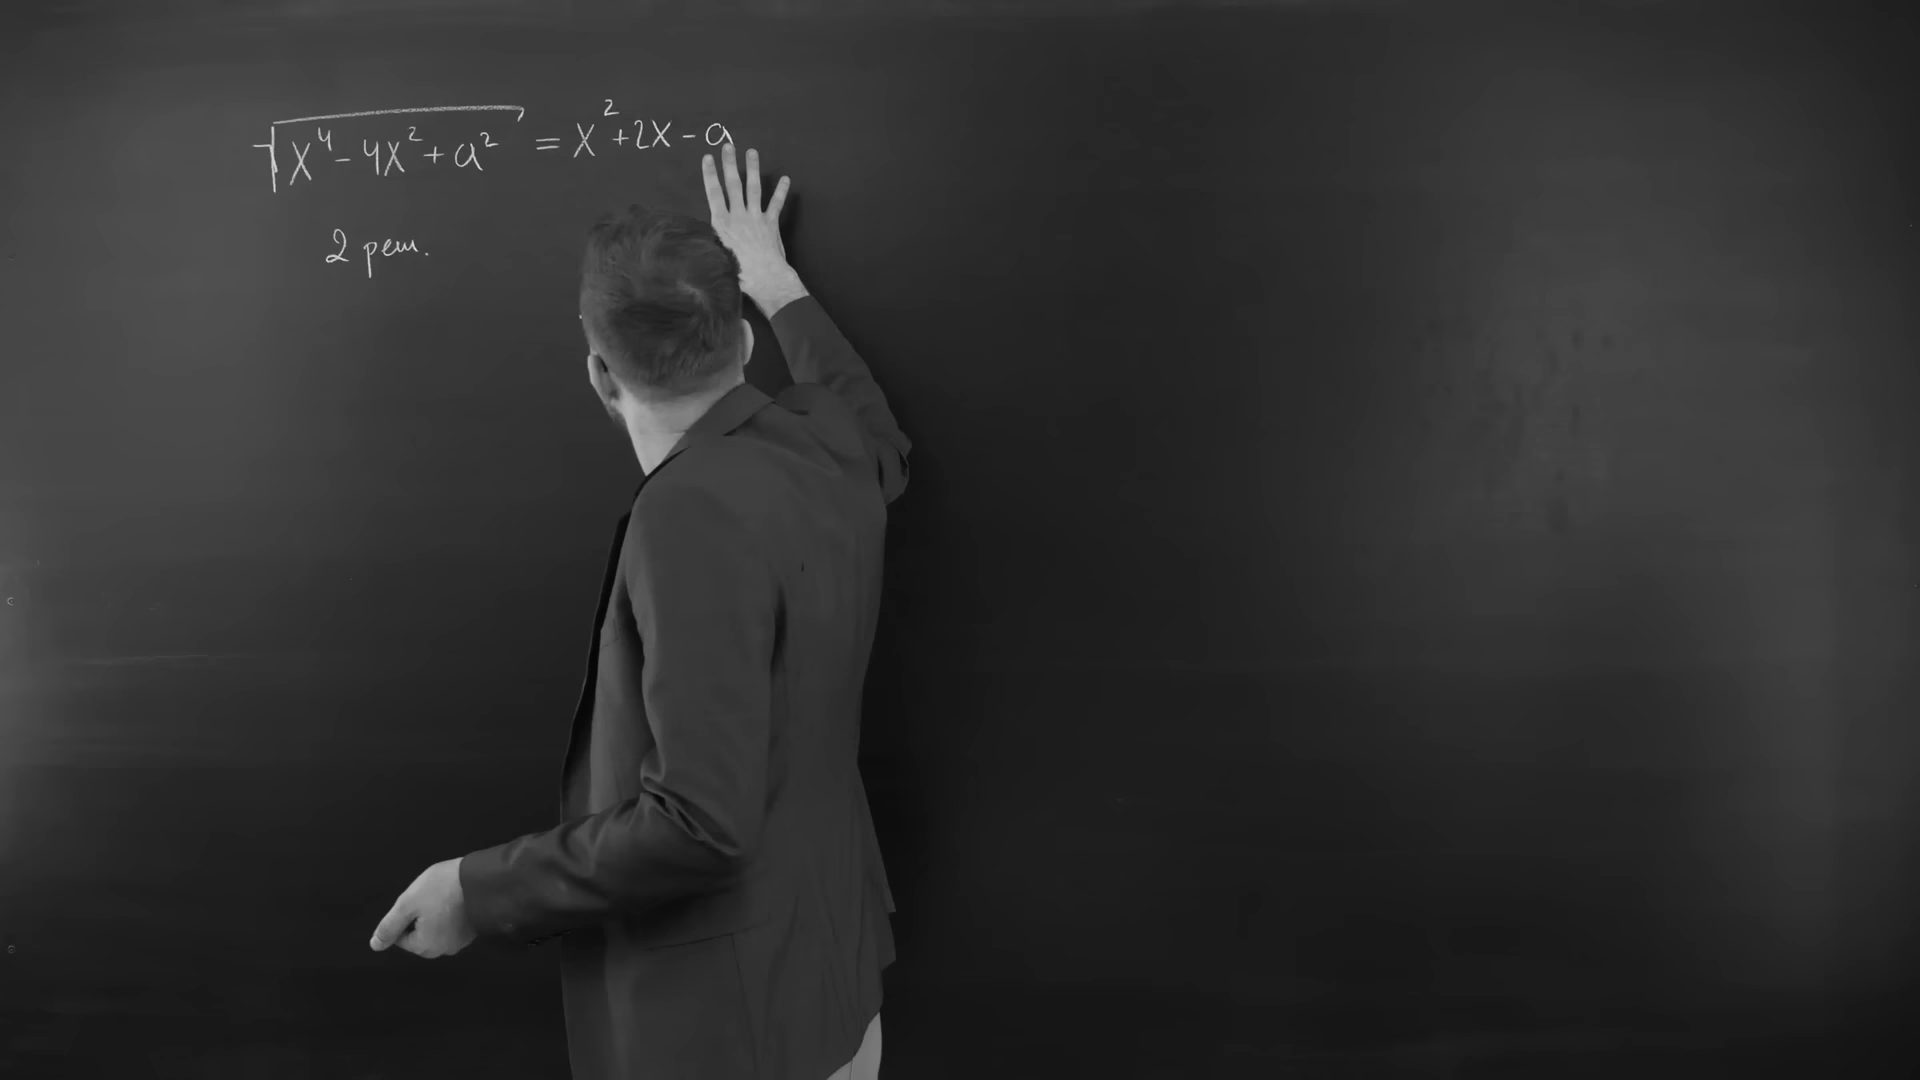 √(x⁴ - 4x² + a²) = x² + 2x - a
2 реш.